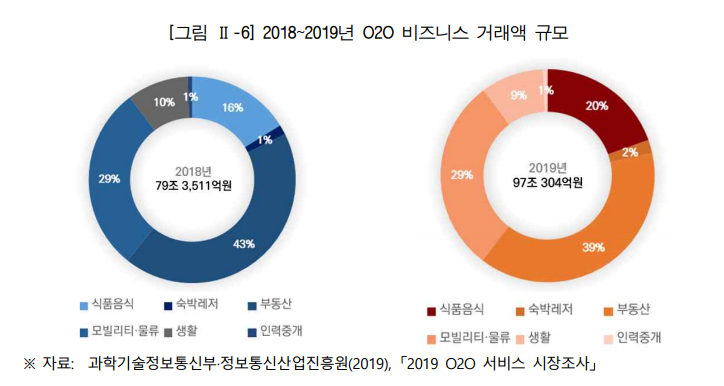 [그림 Ⅱ-6] 2018~2019년 O2O 비즈니스 거래액 규모
10%
1%
16%
1%
29%
2018년
79조 3,511억원
43%
9%
1%
20%
2%
29%
2019년
97조 304억원
39%
식품음식 숙박레저 부동산
모빌리티·물류 생활 인력중개
식품음식 숙박레저 부동산
모빌리티·물류 생활 인력중개
※ 자료: 과학기술정보통신부·정보통신산업진흥원(2019), 「2019 O2O 서비스 시장조사」